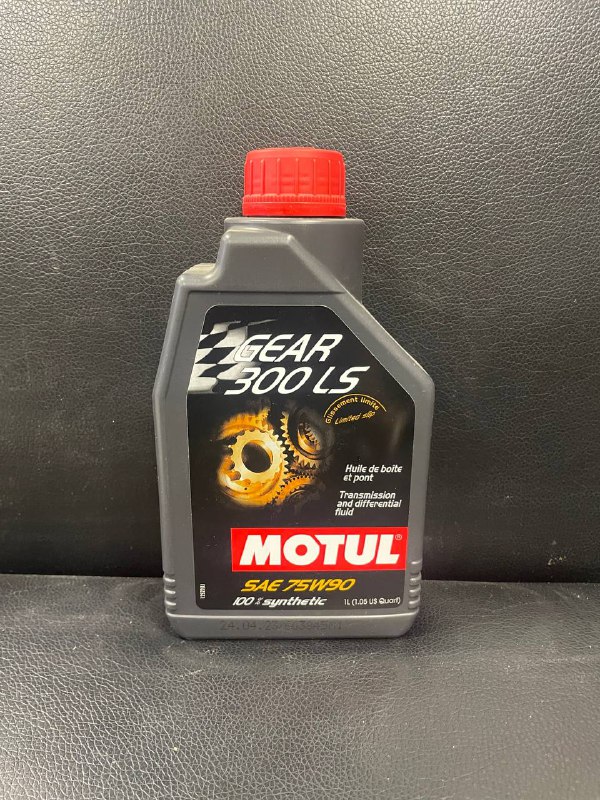 GEAR
300 LS
Glissement limité
Limited slip
Huile de boîte
et pont
Transmission
and differential
fluid
MOTUL®
SAE 75W90
100% synthetic
1L (1.05 US Quart)